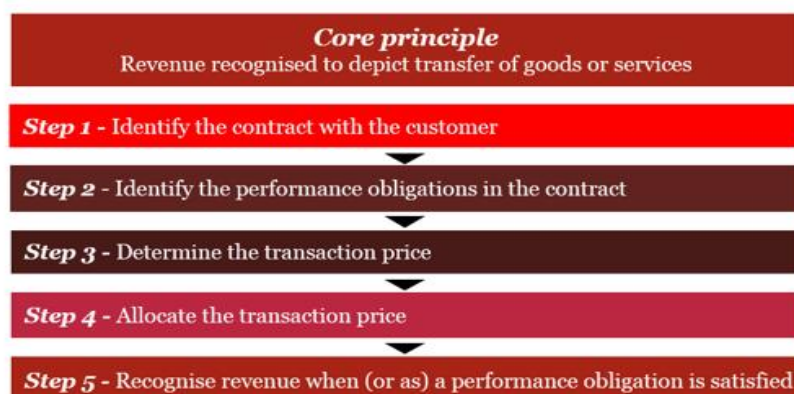 Core principle
Revenue recognised to depict transfer of goods or services
Step 1 - Identify the contract with the customer
Step 2 - Identify the performance obligations in the contract
Step 3 - Determine the transaction price
Step 4 - Allocate the transaction price
Step 5 - Recognise revenue when (or as) a performance obligation is satisfied